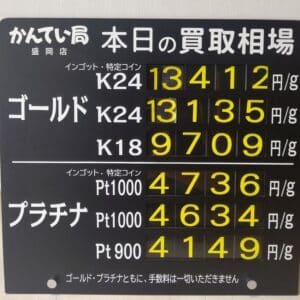 かんてい局 本日の買取相場
盛岡店
インゴット・特定コイン
K24 13412円/g
ゴールド K24 13135円/g
K18 9709円/g
インゴット・特定コイン
Pt1000 4736円/g
プラチナ Pt1000 4634円/g
Pt900 4149円/g
ゴールド・プラチナともに、手数料は一切いただきません